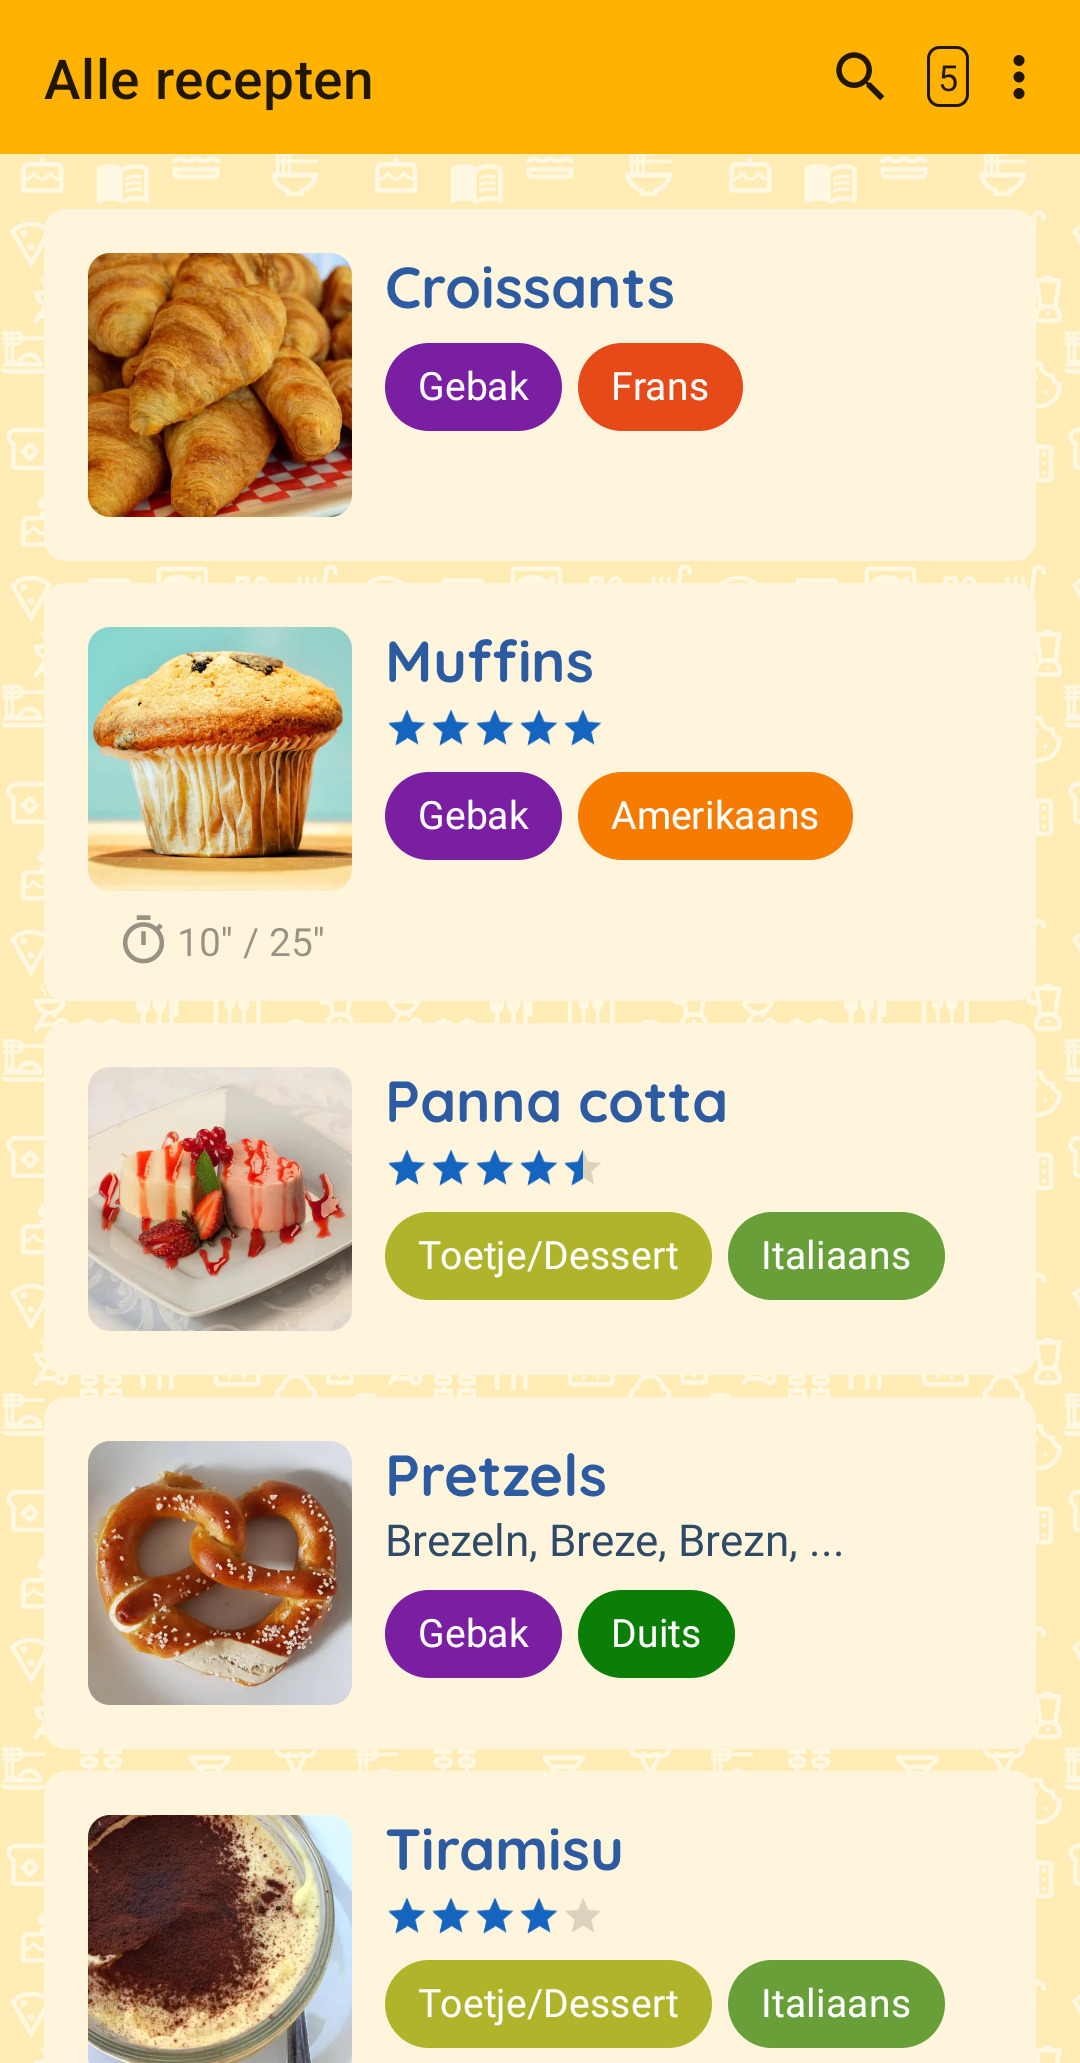 Alle recepten
5
Croissants
Gebak Frans
Muffins
Gebak Amerikaans
10" / 25"
Panna cotta
Toetje/Dessert Italiaans
Pretzels
Brezeln, Breze, Brezn, ...
Gebak Duits
Tiramisu
Toetje/Dessert Italiaans